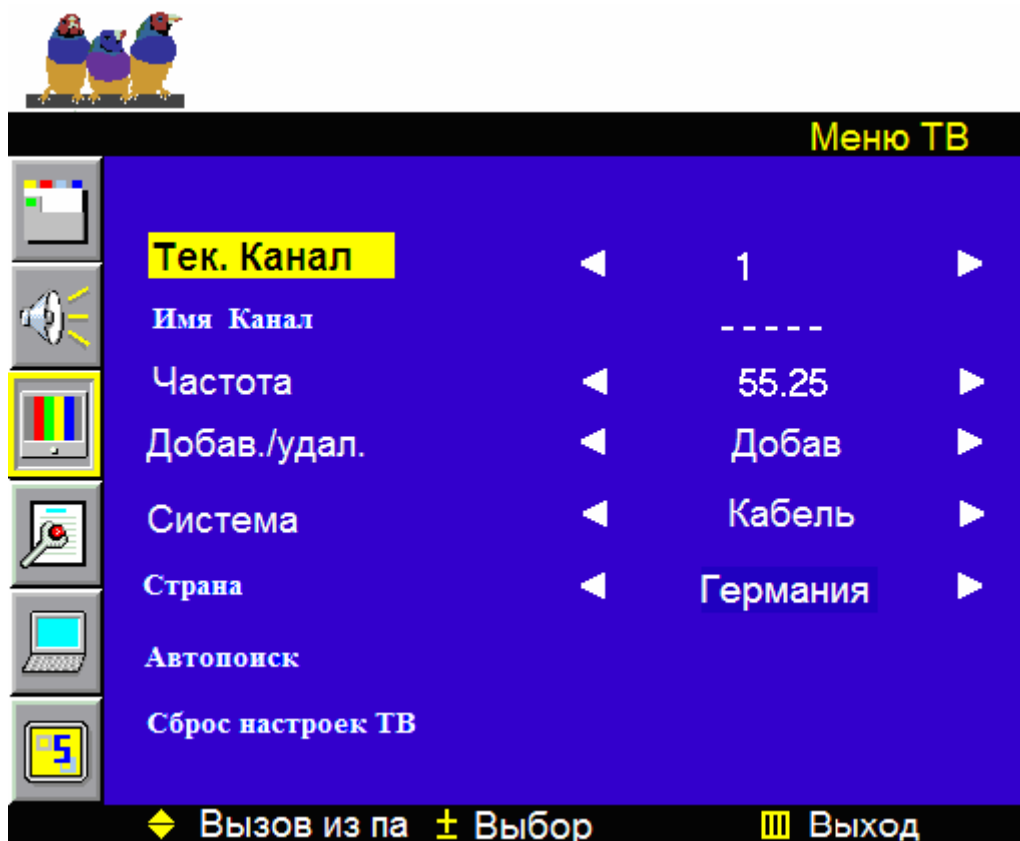 Меню ТВ
Тек. Канал 1
Имя Канал -----
Частота 55.25
Добав./удал. Добав
Система Кабель
Страна Германия
Автопоиск
Сброс настроек ТВ
Вызов из па ± Выбор Выход